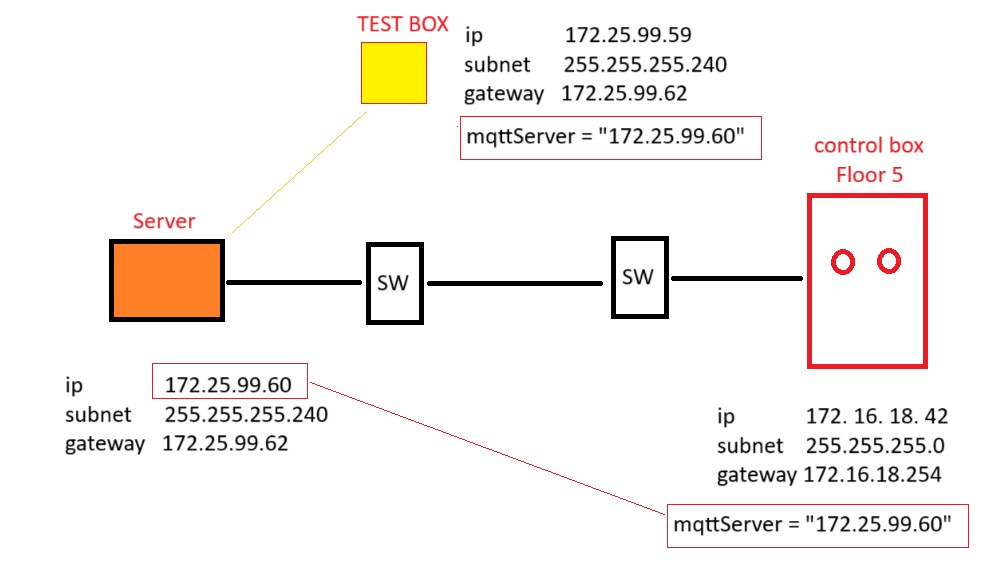 TEST BOX
ip 172.25.99.59
subnet 255.255.255.240
gateway 172.25.99.62
mqttServer = "172.25.99.60"
control box
Floor 5
Server
SW
SW
ip 172.25.99.60
subnet 255.255.255.240
gateway 172.25.99.62
ip 172. 16. 18. 42
subnet 255.255.255.0
gateway 172.16.18.254
mqttServer = "172.25.99.60"